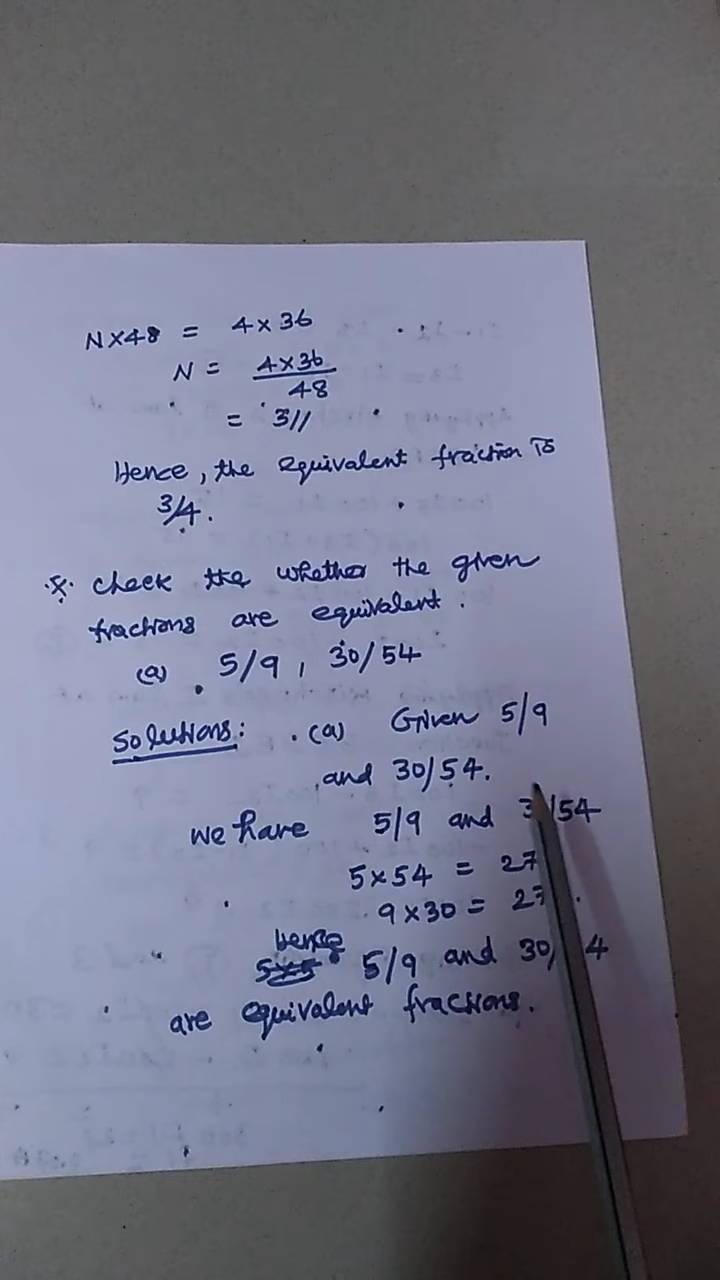 N×48 = 4×36
N = 4×36
48
= 3//
Hence, the equivalent fraction is
3/4.
check the whether the given
fractions are equivalent.
(a) 5/9, 30/54
Solutions: (a) Given 5/9
and 30/54.
we have 5/9 and 3 /54
5×54 = 27
9×30 = 27
hence
5/9 and 30/ 4
are equivalent fractions.